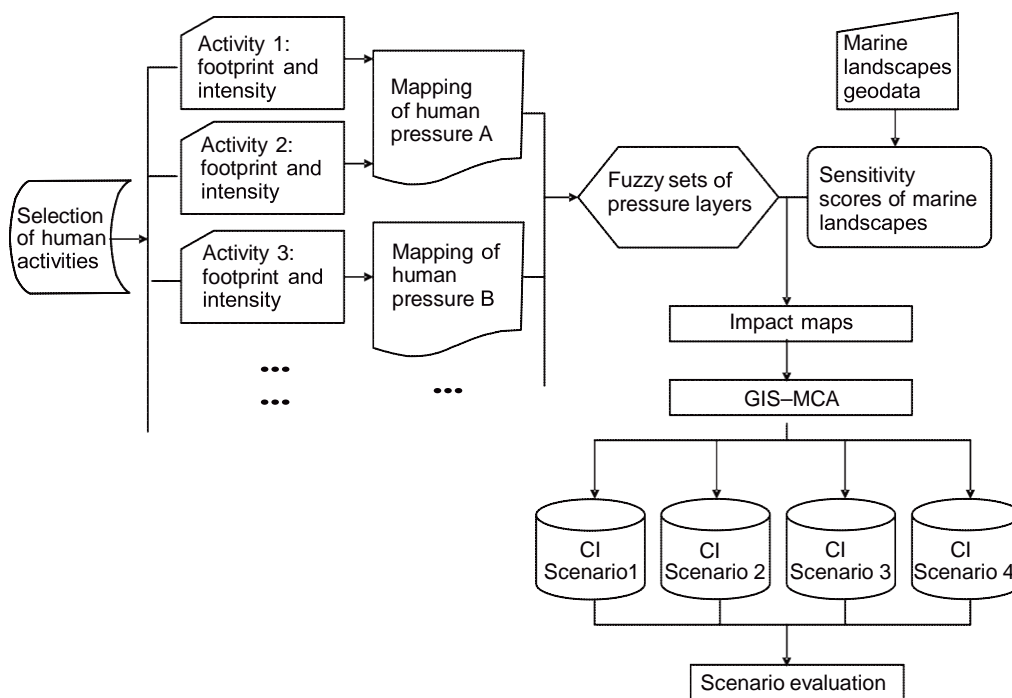 Selection
of human
activities
Activity 1:
footprint and
intensity
Activity 2:
footprint and
intensity
Activity 3:
footprint and
intensity
...
...
Mapping
of human
pressure A
Mapping of
human
pressure B
...
Fuzzy sets of
pressure layers
Marine
landscapes
geodata
Sensitivity
scores of marine
landscapes
Impact maps
GIS–MCA
CI
Scenario1
CI
Scenario 2
CI
Scenario 3
CI
Scenario 4
Scenario evaluation